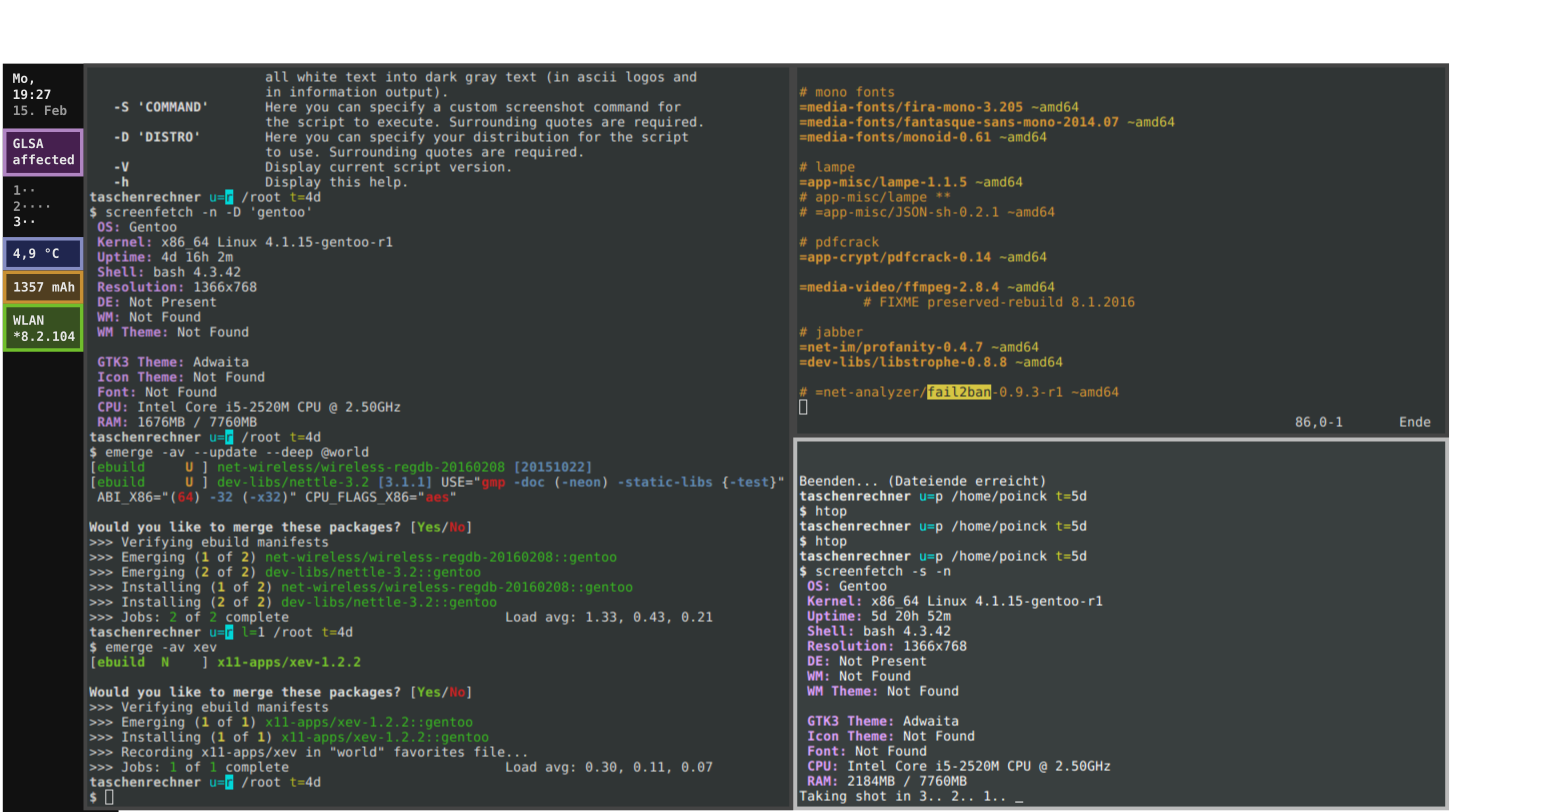 Mo,
19:27
15. Feb
GLSA
affected
1··
2····
3··
4,9 °C
1357 mAh
WLAN
*8.2.104
all white text into dark gray text (in ascii logos and
in information output).
-S 'COMMAND' Here you can specify a custom screenshot command for
the script to execute. Surrounding quotes are required.
-D 'DISTRO' Here you can specify your distribution for the script
to use. Surrounding quotes are required.
-V Display current script version.
-h Display this help.
taschenrechner u=r /root t=4d
$ screenfetch -n -D 'gentoo'
OS: Gentoo
Kernel: x86_64 Linux 4.1.15-gentoo-r1
Uptime: 4d 16h 2m
Shell: bash 4.3.42
Resolution: 1366x768
DE: Not Present
WM: Not Found
WM Theme: Not Found
GTK3 Theme: Adwaita
Icon Theme: Not Found
Font: Not Found
CPU: Intel Core i5-2520M CPU @ 2.50GHz
RAM: 1676MB / 7760MB
taschenrechner u=r /root t=4d
$ emerge -av --update --deep @world
[ebuild U ] net-wireless/wireless-regdb-20160208 [20151022]
[ebuild U ] dev-libs/nettle-3.2 [3.1.1] USE="gmp -doc (-neon) -static-libs {-test}"
ABI_X86="(64) -32 (-x32)" CPU_FLAGS_X86="aes"
Would you like to merge these packages? [Yes/No]
>>> Verifying ebuild manifests
>>> Emerging (1 of 2) net-wireless/wireless-regdb-20160208::gentoo
>>> Emerging (2 of 2) dev-libs/nettle-3.2::gentoo
>>> Installing (1 of 2) net-wireless/wireless-regdb-20160208::gentoo
>>> Installing (2 of 2) dev-libs/nettle-3.2::gentoo
>>> Jobs: 2 of 2 complete Load avg: 1.33, 0.43, 0.21
taschenrechner u=r l=1 /root t=4d
$ emerge -av xev
[ebuild N ] x11-apps/xev-1.2.2
Would you like to merge these packages? [Yes/No]
>>> Verifying ebuild manifests
>>> Emerging (1 of 1) x11-apps/xev-1.2.2::gentoo
>>> Installing (1 of 1) x11-apps/xev-1.2.2::gentoo
>>> Recording x11-apps/xev in "world" favorites file...
>>> Jobs: 1 of 1 complete Load avg: 0.30, 0.11, 0.07
taschenrechner u=r /root t=4d
$
# mono fonts
=media-fonts/fira-mono-3.205 ~amd64
=media-fonts/fantasque-sans-mono-2014.07 ~amd64
=media-fonts/monoid-0.61 ~amd64
# lampe
=app-misc/lampe-1.1.5 ~amd64
# app-misc/lampe **
# =app-misc/JSON-sh-0.2.1 ~amd64
# pdfcrack
=app-crypt/pdfcrack-0.14 ~amd64
=media-video/ffmpeg-2.8.4 ~amd64
# FIXME preserved-rebuild 8.1.2016
# jabber
=net-im/profanity-0.4.7 ~amd64
=dev-libs/libstrophe-0.8.8 ~amd64
# =net-analyzer/fail2ban-0.9.3-r1 ~amd64
86,0-1 Ende
Beenden... (Dateiende erreicht)
taschenrechner u=p /home/poinck t=5d
$ htop
taschenrechner u=p /home/poinck t=5d
$ htop
taschenrechner u=p /home/poinck t=5d
$ screenfetch -s -n
OS: Gentoo
Kernel: x86_64 Linux 4.1.15-gentoo-r1
Uptime: 5d 20h 52m
Shell: bash 4.3.42
Resolution: 1366x768
DE: Not Present
WM: Not Found
WM Theme: Not Found
GTK3 Theme: Adwaita
Icon Theme: Not Found
Font: Not Found
CPU: Intel Core i5-2520M CPU @ 2.50GHz
RAM: 2184MB / 7760MB
Taking shot in 3.. 2.. 1.. _